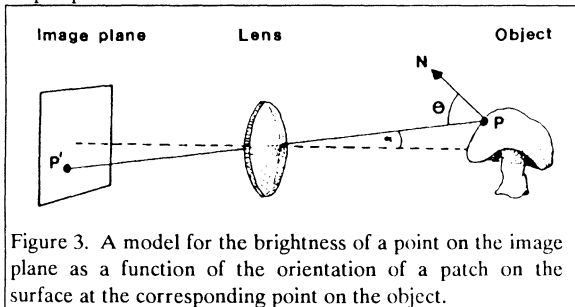 Image plane Lens Object
N
Θ
P
α
P'
Figure 3. A model for the brightness of a point on the image
plane as a function of the orientation of a patch on the
surface at the corresponding point on the object.